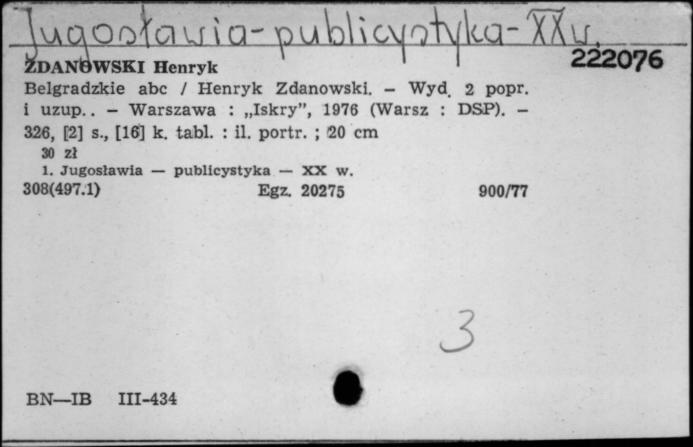 Jugosławia-publicystyka-XX w.
222076
ZDANOWSKI Henryk
Belgradzkie abc / Henryk Zdanowski. – Wyd. 2 popr.
i uzup.. – Warszawa : „Iskry”, 1976 (Warsz : DSP). –
326, [2] s., [16] k. tabl. : il. portr. ; 20 cm
30 zł
1. Jugosławia — publicystyka — XX w.
308(497.1) Egz. 20275 900/77
3
BN—IB III-434